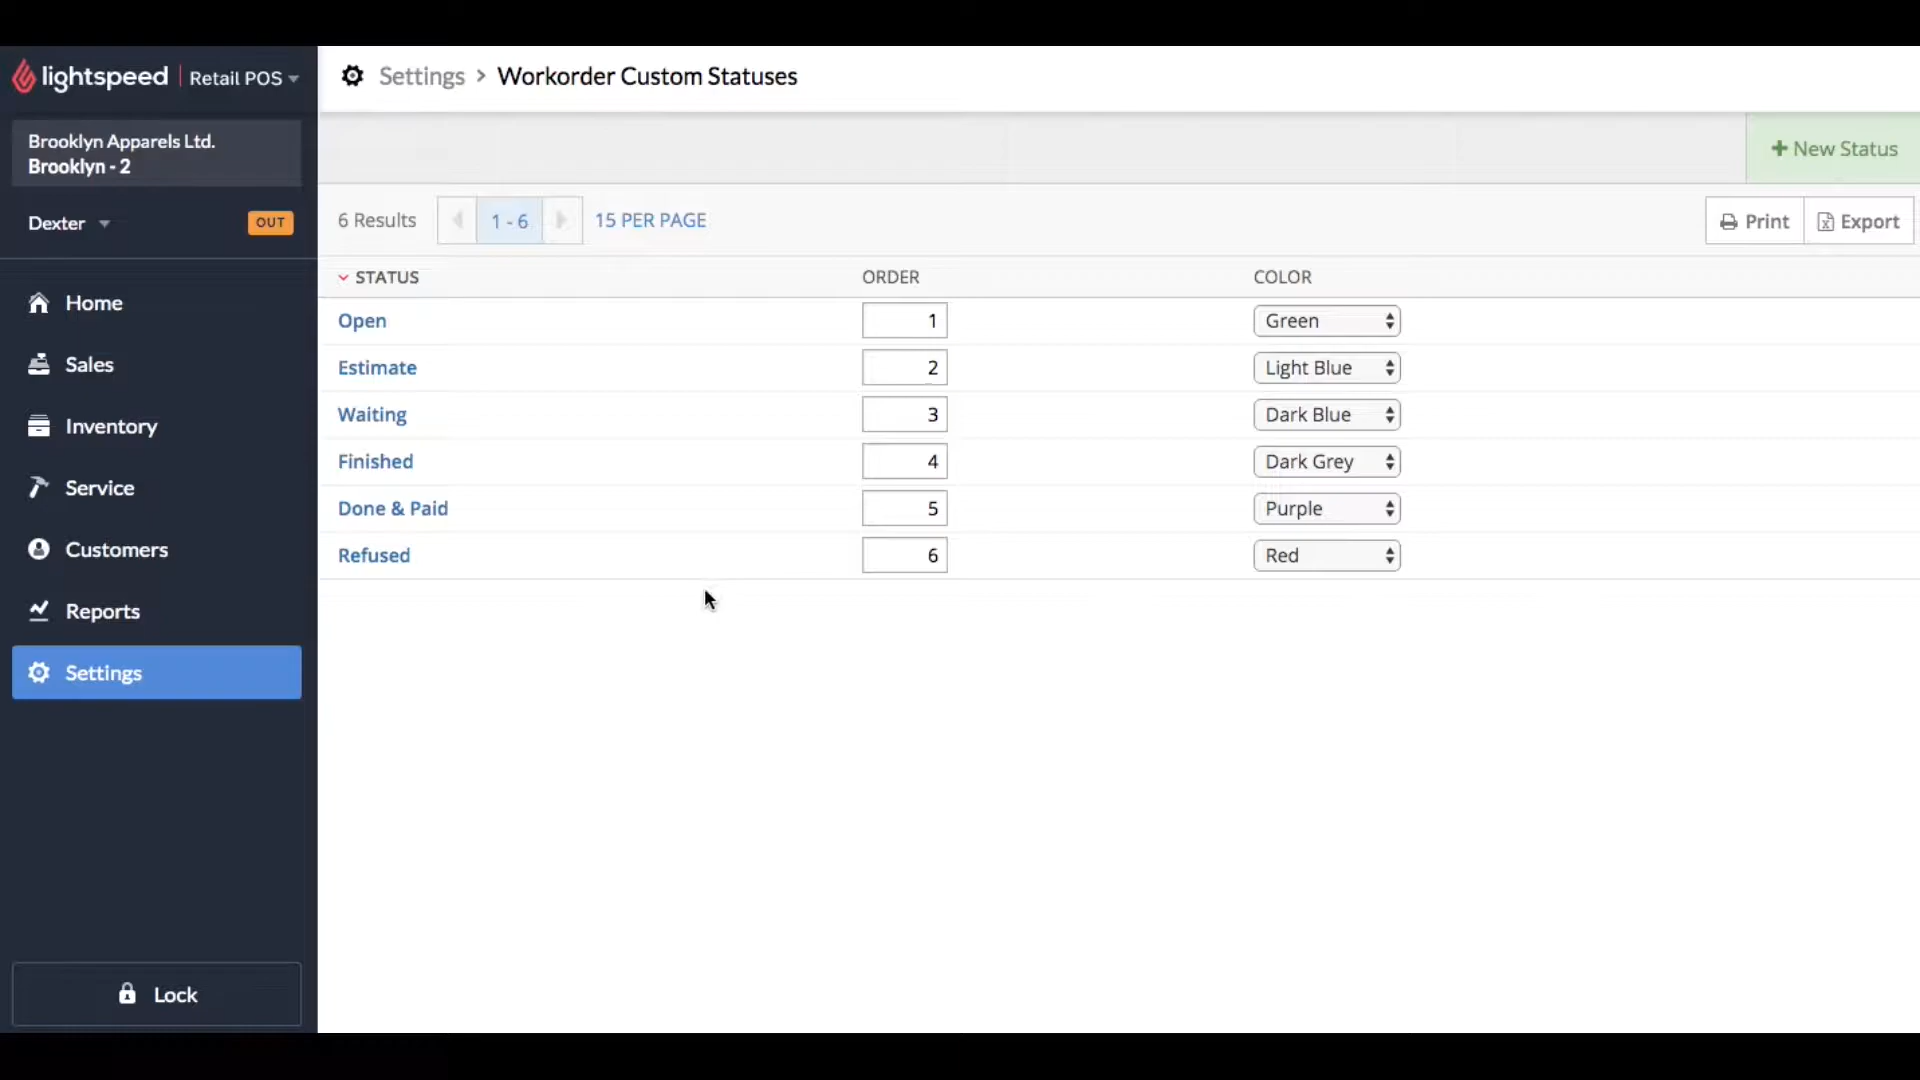 lightspeed | Retail POS
Brooklyn Apparels Ltd.
Brooklyn - 2
Dexter
OUT
Home
Sales
Inventory
Service
Customers
Reports
Settings
Lock
Settings > Workorder Custom Statuses
+ New Status
6 Results 1 - 6 15 PER PAGE
Print Export
STATUS ORDER COLOR
Open 1 Green
Estimate 2 Light Blue
Waiting 3 Dark Blue
Finished 4 Dark Grey
Done & Paid 5 Purple
Refused 6 Red